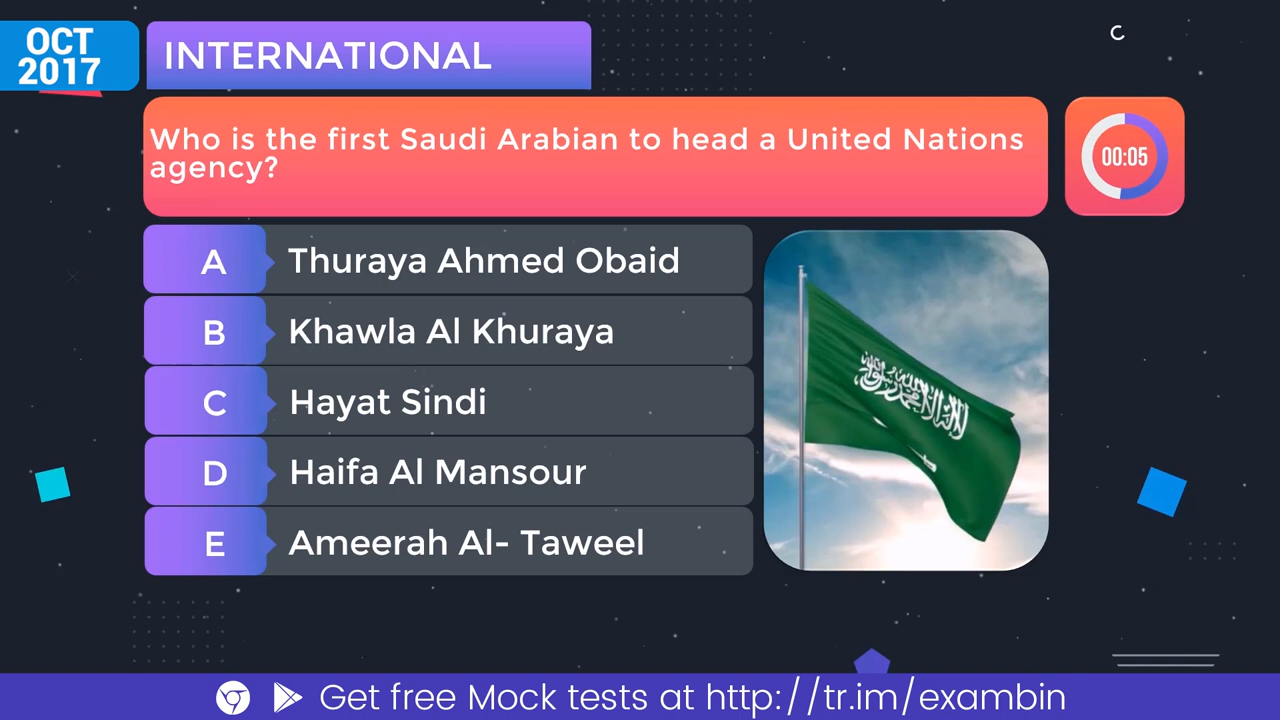 OCT
2017
INTERNATIONAL
Who is the first Saudi Arabian to head a United Nations
agency?
00:05
A Thuraya Ahmed Obaid
B Khawla Al Khuraya
C Hayat Sindi
D Haifa Al Mansour
E Ameerah Al- Taweel
Get free Mock tests at http://tr.im/exambin